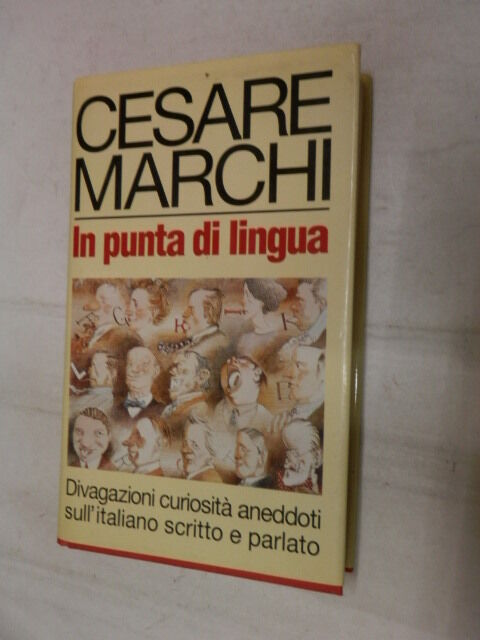 CESARE
MARCHI
In punta di lingua
Divagazioni curiosità aneddoti
sull'italiano scritto e parlato